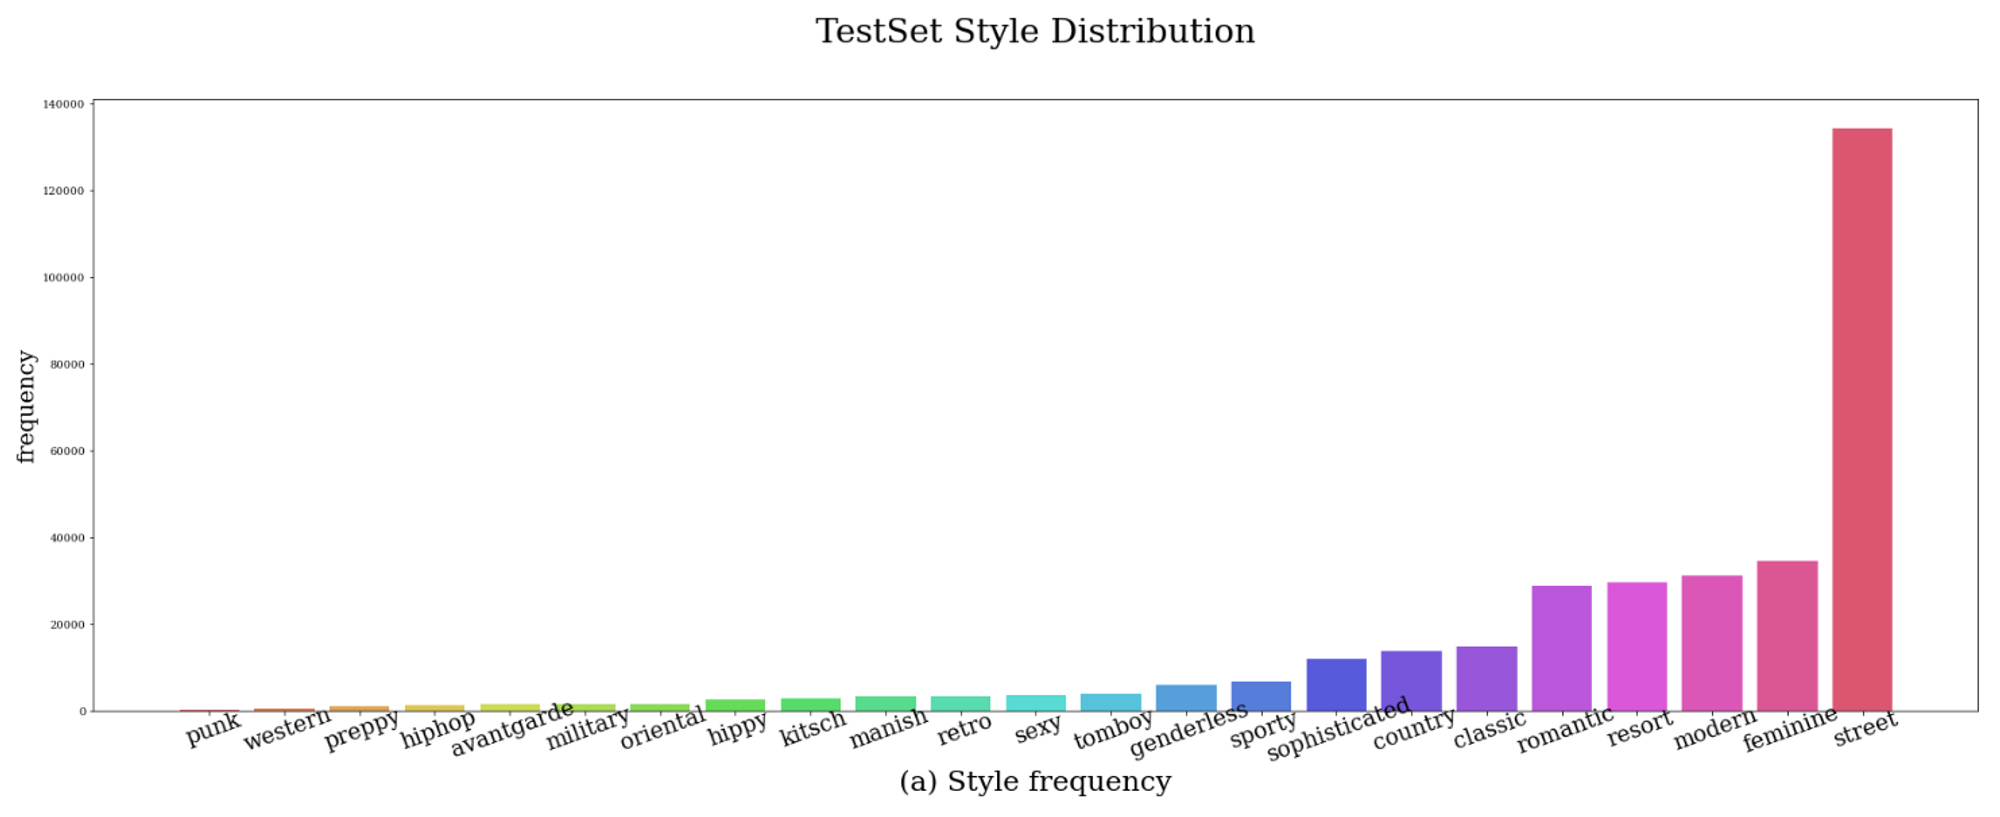 TestSet Style Distribution
140000
120000
100000
80000
60000
40000
20000
0
frequency
punk western preppy hiphop avantgarde military oriental hippy kitsch manish retro sexy tomboy genderless sporty sophisticated country classic romantic resort modern feminine street
(a) Style frequency